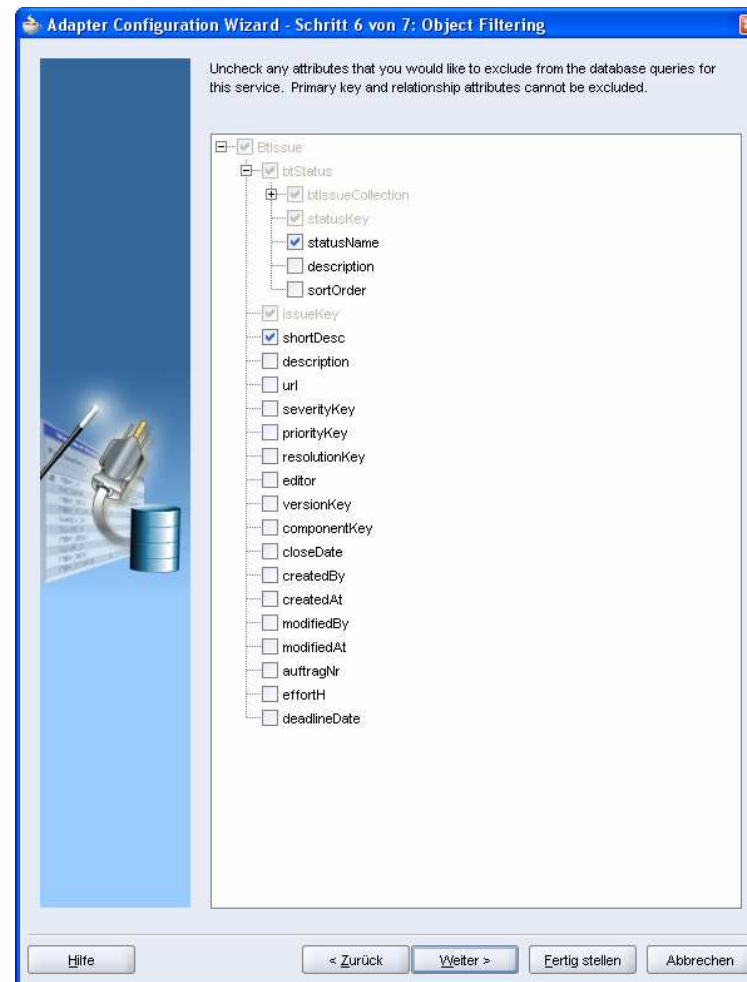 Adapter Configuration Wizard - Schritt 6 von 7: Object Filtering
Uncheck any attributes that you would like to exclude from the database queries for
this service. Primary key and relationship attributes cannot be excluded.
BtIssue
btStatus
btIssueCollection
statusKey
statusName
description
sortOrder
issueKey
shortDesc
description
url
severityKey
priorityKey
resolutionKey
editor
versionKey
componentKey
closeDate
createdBy
createdAt
modifiedBy
modifiedAt
auftragNr
effortH
deadlineDate
Hilfe
< Zurück
Weiter >
Fertig stellen
Abbrechen